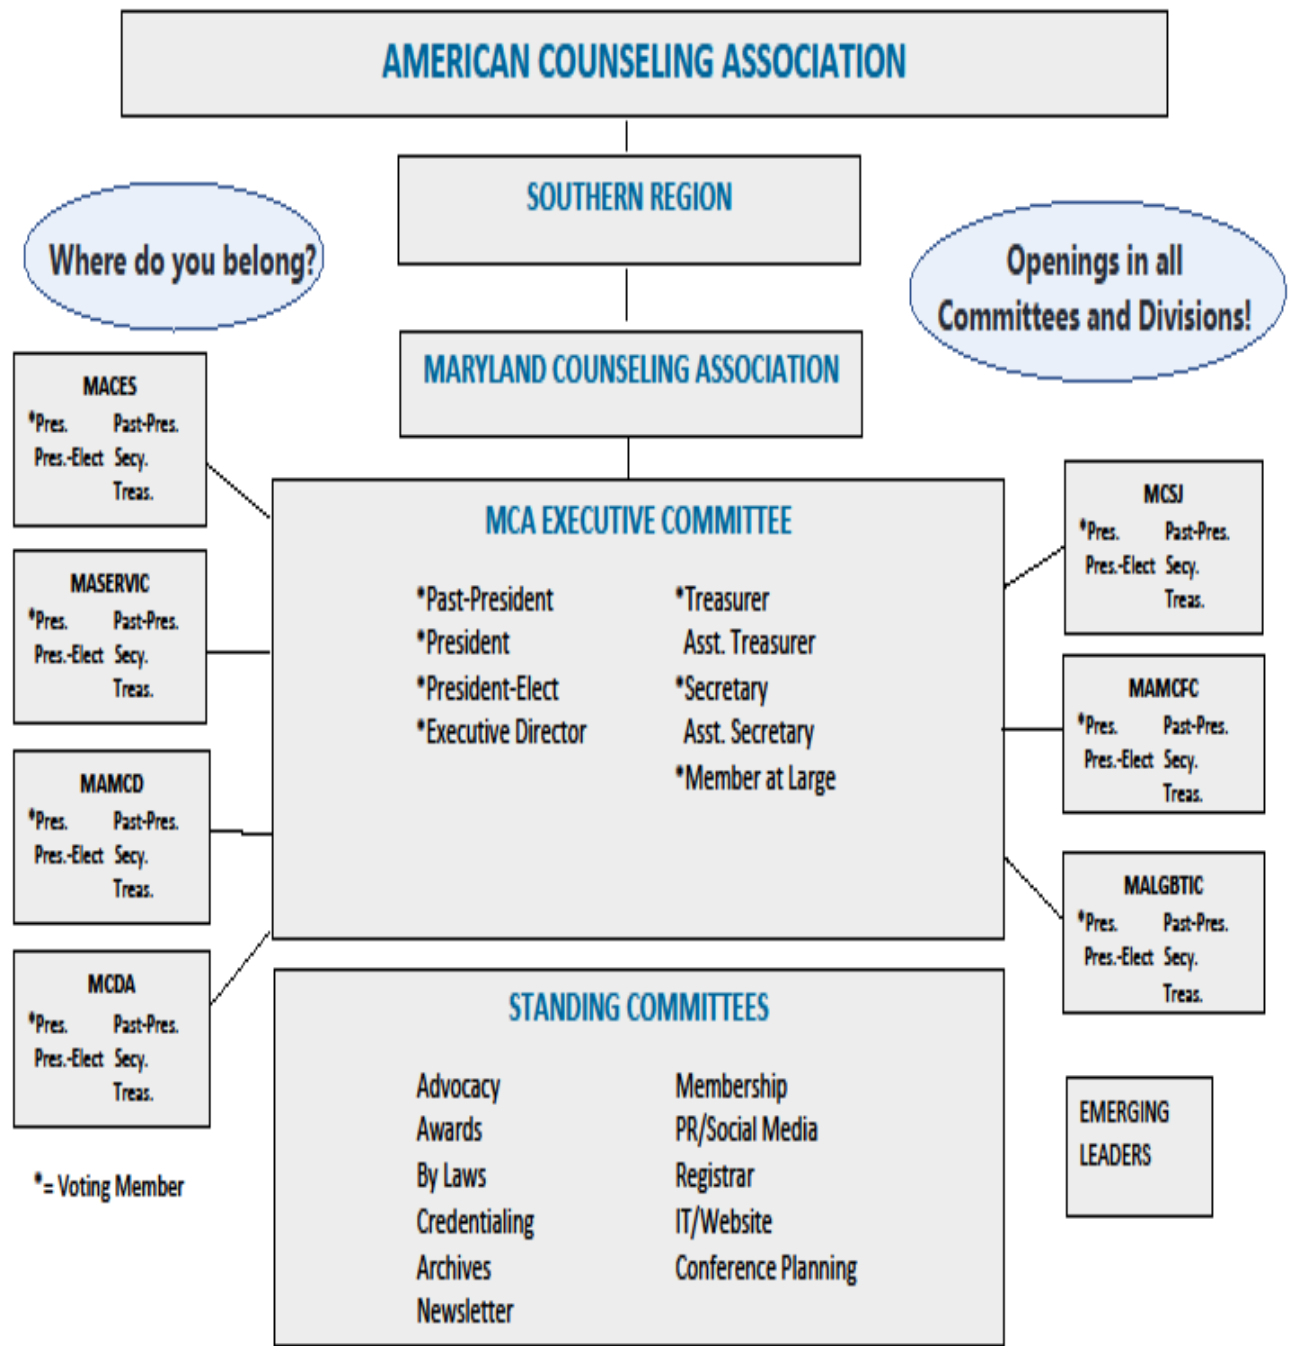 AMERICAN COUNSELING ASSOCIATION
SOUTHERN REGION
Where do you belong?
Openings in all
Committees and Divisions!
MARYLAND COUNSELING ASSOCIATION
MACES
*Pres. Past-Pres.
Pres.-Elect Secy.
Treas.
MASERVIC
*Pres. Past-Pres.
Pres.-Elect Secy.
Treas.
MAMCD
*Pres. Past-Pres.
Pres.-Elect Secy.
Treas.
MCDA
*Pres. Past-Pres.
Pres.-Elect Secy.
Treas.
*= Voting Member
MCA EXECUTIVE COMMITTEE
*Past-President *Treasurer
*President Asst. Treasurer
*President-Elect *Secretary
*Executive Director Asst. Secretary
*Member at Large
MCSJ
*Pres. Past-Pres.
Pres.-Elect Secy.
Treas.
MAMCFC
*Pres. Past-Pres.
Pres.-Elect Secy.
Treas.
MALGBTIC
*Pres. Past-Pres.
Pres.-Elect Secy.
Treas.
STANDING COMMITTEES
Advocacy Membership
Awards PR/Social Media
By Laws Registrar
Credentialing IT/Website
Archives Conference Planning
Newsletter
EMERGING
LEADERS